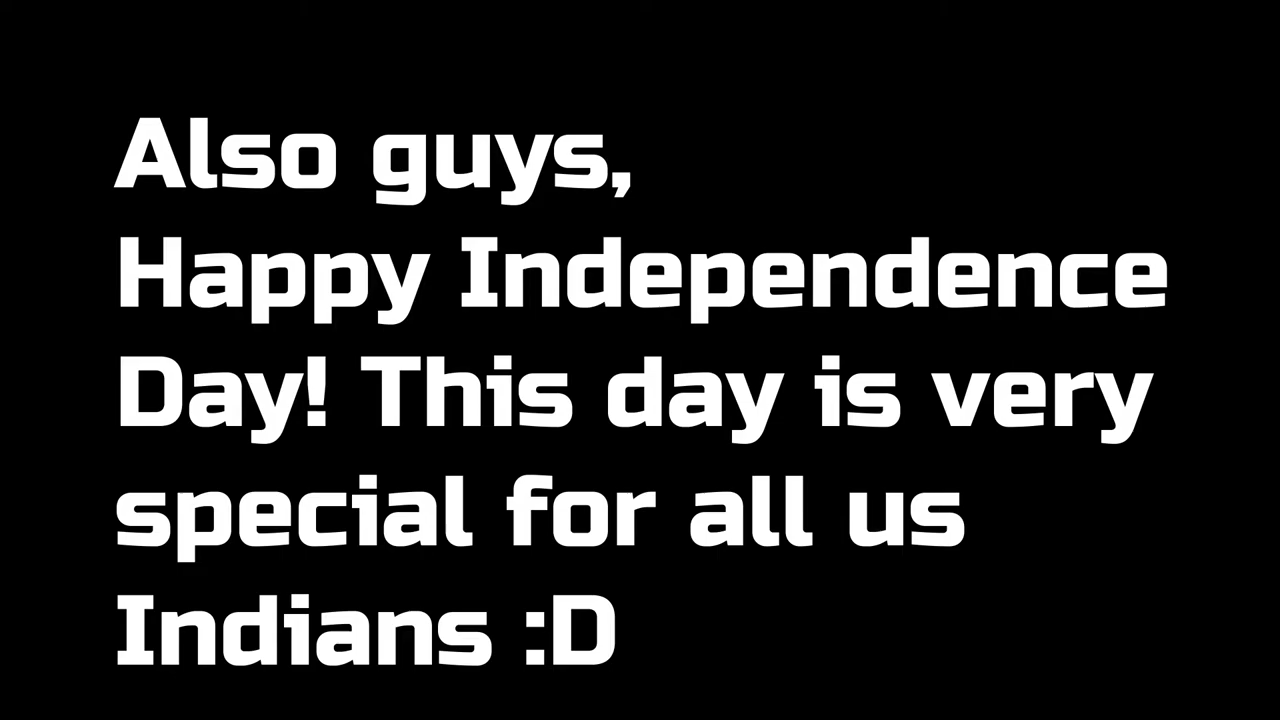 Also guys,
Happy Independence
Day! This day is very
special for all us
Indians :D